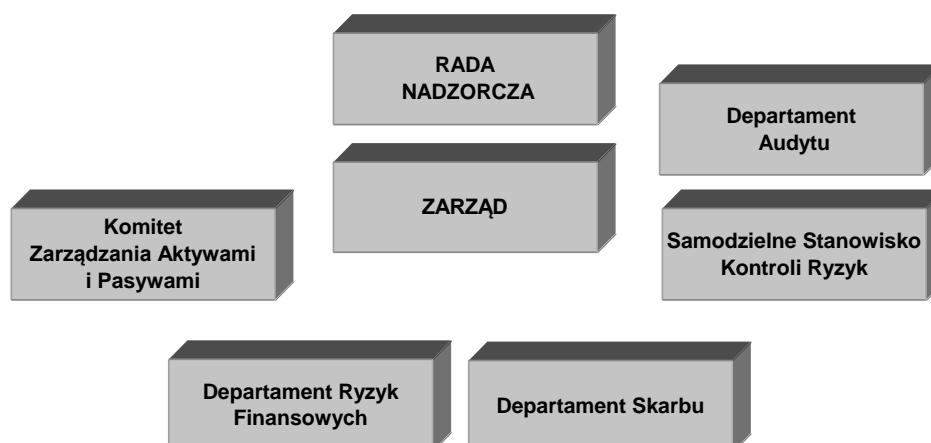 RADA
NADZORCZA
Departament
Audytu
ZARZĄD
Komitet
Zarządzania Aktywami
i Pasywami
Samodzielne Stanowisko
Kontroli Ryzyk
Departament Ryzyk
Finansowych
Departament Skarbu